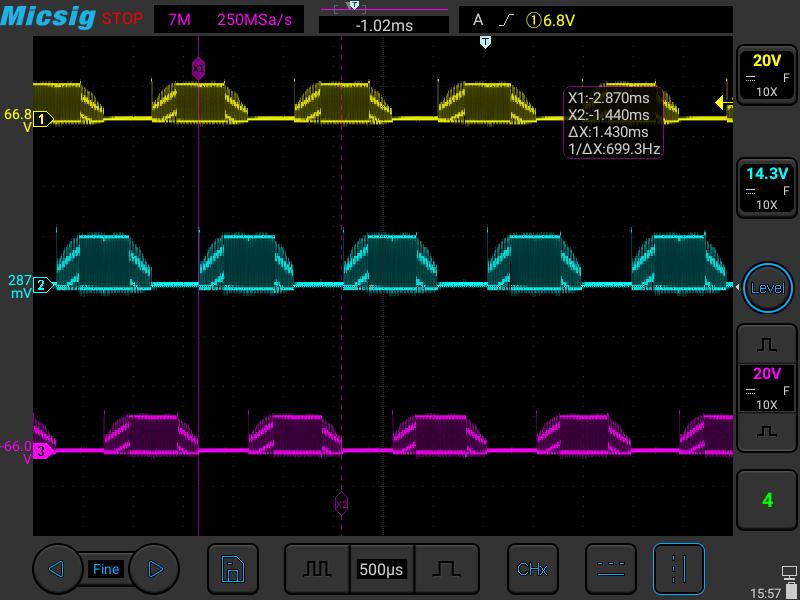 Micsig STOP 7M 250MSa/s T -1.02ms A ①6.8V
T
X1
20V
F
10X
66.8
V
1
X1:-2.870ms
X2:-1.440ms
ΔX:1.430ms
1/ΔX:699.3Hz
14.3V
F
10X
287
mV
2
Level
20V
F
10X
-66.0
V
3
X2
4
Fine 500µs CHx
15:57